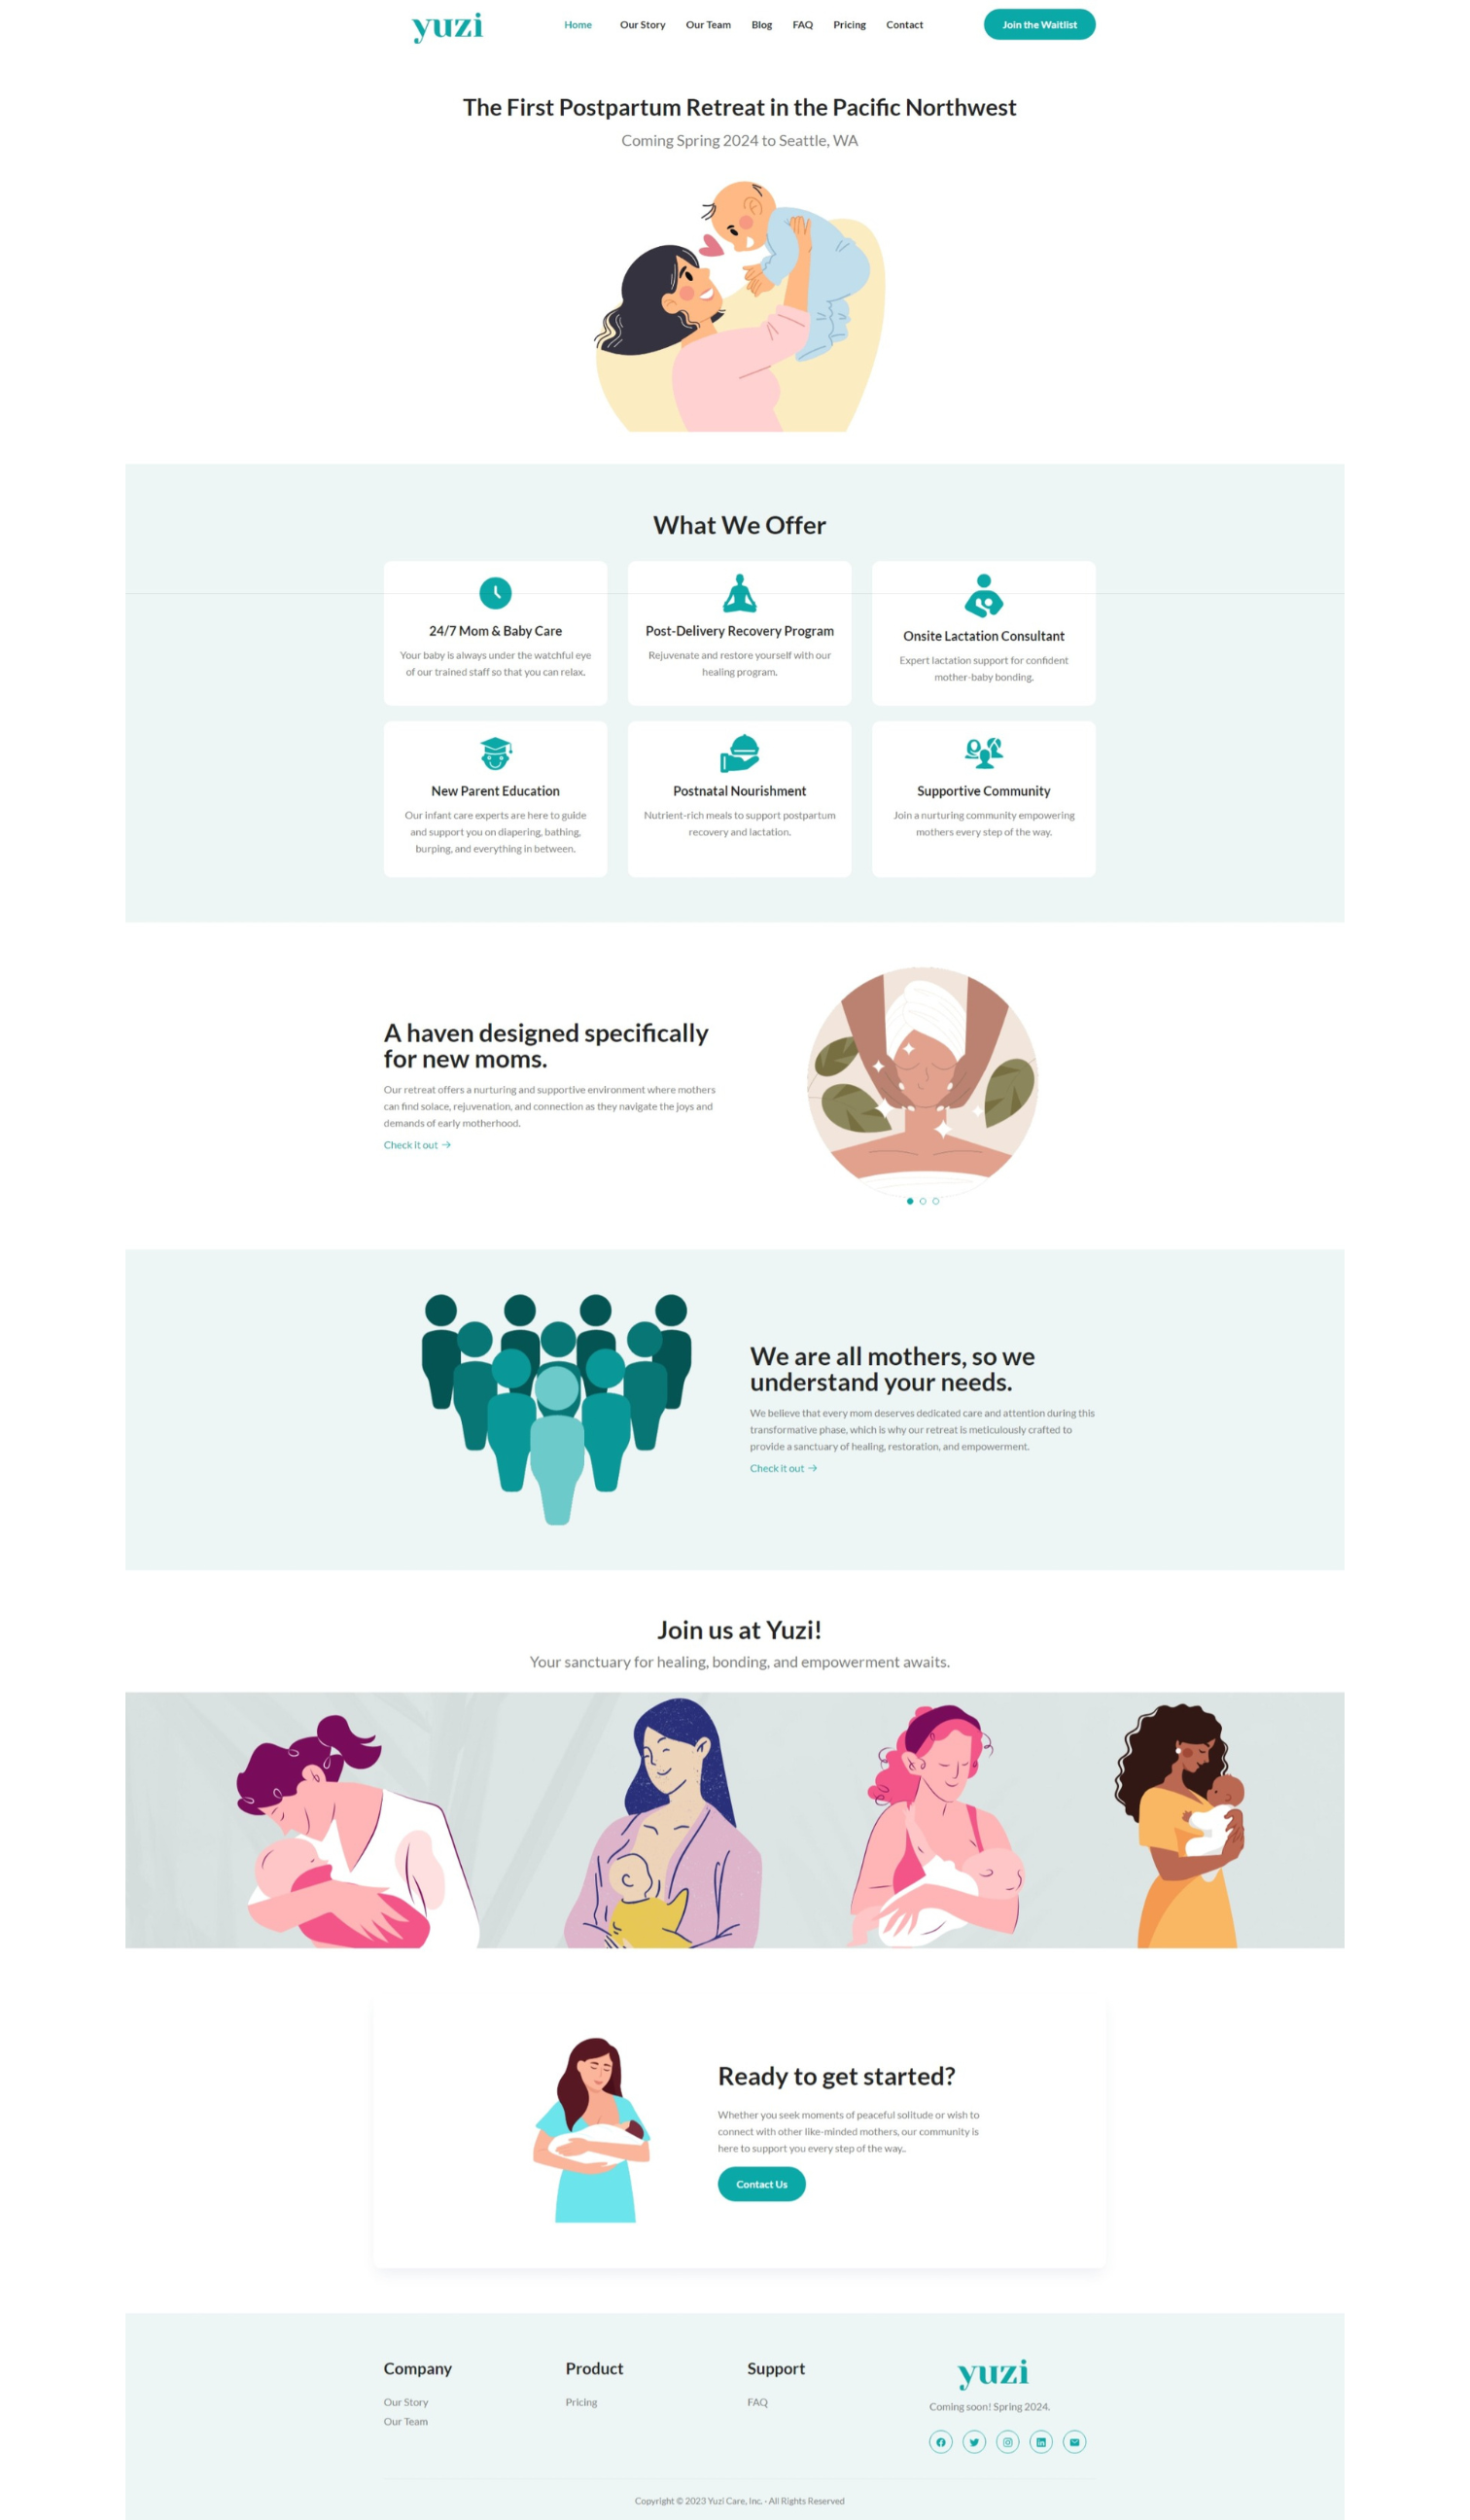 yuzi
Home Our Story Our Team Blog FAQ Pricing Contact
Join the Waitlist
The First Postpartum Retreat in the Pacific Northwest
Coming Spring 2024 to Seattle, WA
What We Offer
24/7 Mom & Baby Care
Your baby is always under the watchful eye
of our trained staff so that you can relax.
Post-Delivery Recovery Program
Rejuvenate and restore yourself with our
healing program.
Onsite Lactation Consultant
Expert lactation support for confident
mother-baby bonding.
New Parent Education
Our infant care experts are here to guide
and support you on diapering, bathing,
burping, and everything in between.
Postnatal Nourishment
Nutrient-rich meals to support postpartum
recovery and lactation.
Supportive Community
Join a nurturing community empowering
mothers every step of the way.
A haven designed specifically
for new moms.
Our retreat offers a nurturing and supportive environment where mothers
can find solace, rejuvenation, and connection as they navigate the joys and
demands of early motherhood.
Check it out →
We are all mothers, so we
understand your needs.
We believe that every mom deserves dedicated care and attention during this
transformative phase, which is why our retreat is meticulously crafted to
provide a sanctuary of healing, restoration, and empowerment.
Check it out →
Join us at Yuzi!
Your sanctuary for healing, bonding, and empowerment awaits.
Ready to get started?
Whether you seek moments of peaceful solitude or wish to
connect with other like-minded mothers, our community is
here to support you every step of the way..
Contact Us
Company
Our Story
Our Team
Product
Pricing
Support
FAQ
yuzi
Coming soon! Spring 2024.
Copyright © 2023 Yuzi Care, Inc. · All Rights Reserved